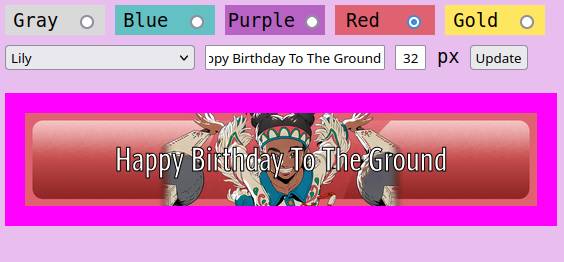 Gray Blue Purple Red Gold
Lily ppy Birthday To The Ground 32 px Update
Happy Birthday To The Ground